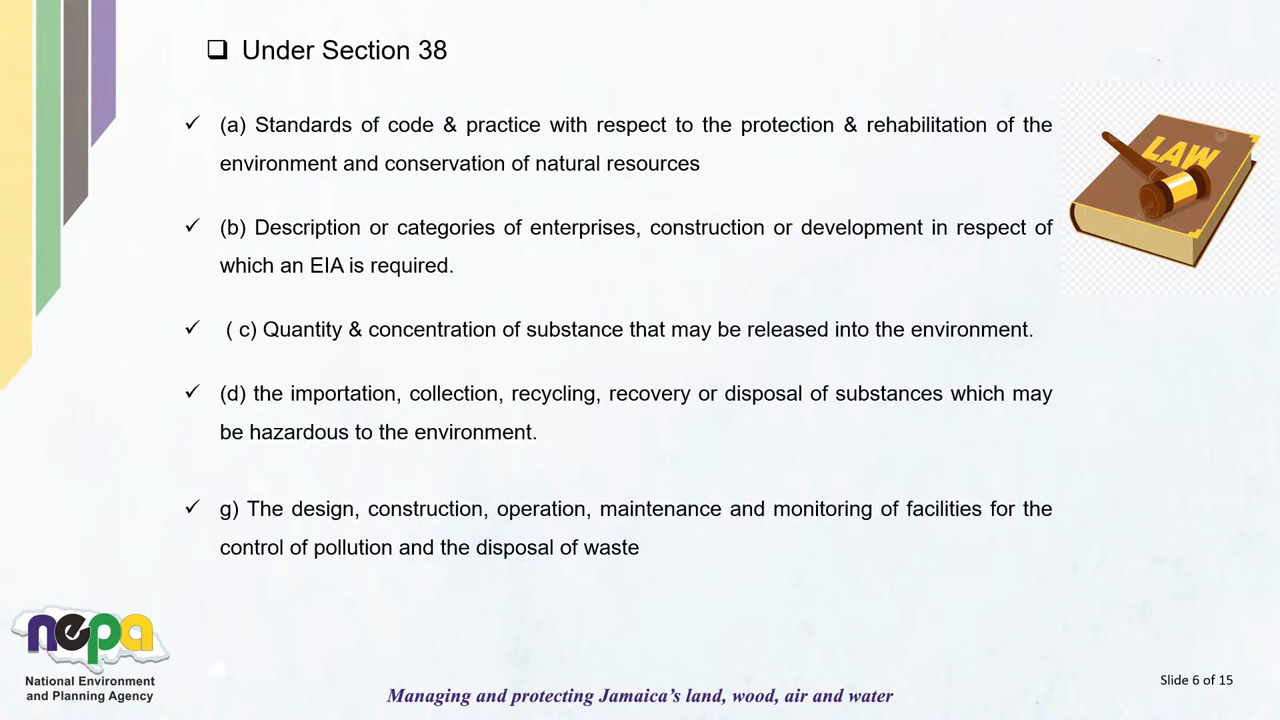 Under Section 38
(a) Standards of code & practice with respect to the protection & rehabilitation of the
environment and conservation of natural resources
(b) Description or categories of enterprises, construction or development in respect of
which an EIA is required.
( c) Quantity & concentration of substance that may be released into the environment.
(d) the importation, collection, recycling, recovery or disposal of substances which may
be hazardous to the environment.
g) The design, construction, operation, maintenance and monitoring of facilities for the
control of pollution and the disposal of waste
LAW
nepa
National Environment
and Planning Agency
Managing and protecting Jamaica's land, wood, air and water
Slide 6 of 15